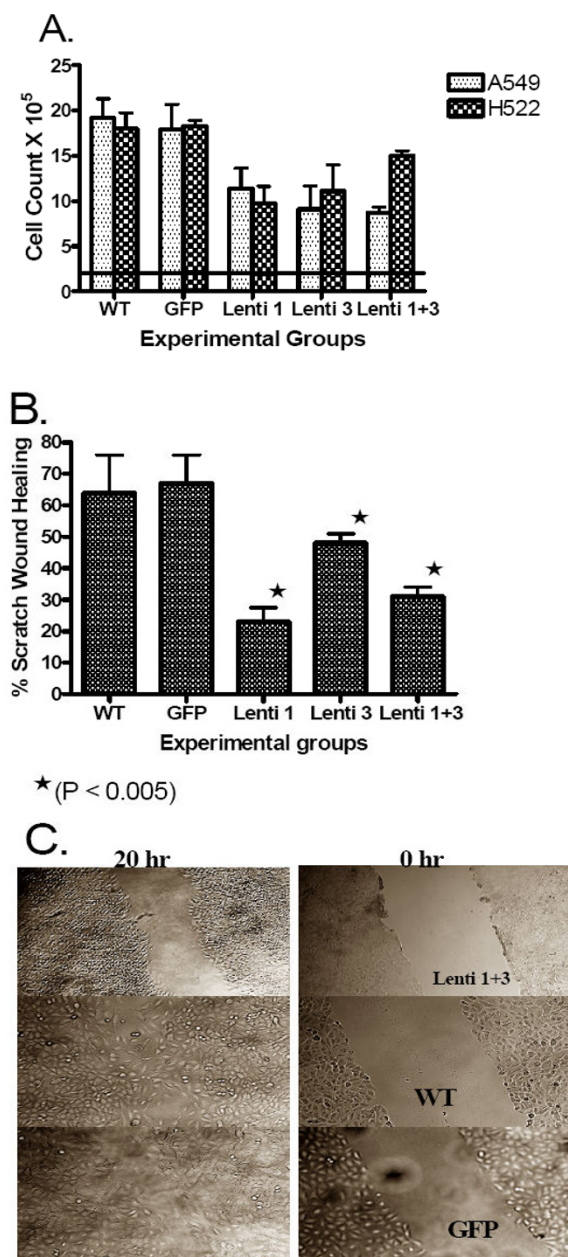 A.
25
20
15
10
5
0
Cell Count X 10⁵
A549
H522
WT GFP Lenti 1 Lenti 3 Lenti 1+3
Experimental Groups
B.
80
70
60
50
40
30
20
10
0
% Scratch Wound Healing
★
★
★
WT GFP Lenti 1 Lenti 3 Lenti 1+3
Experimental groups
★(P < 0.005)
C.
20 hr 0 hr
Lenti 1+3
WT
GFP